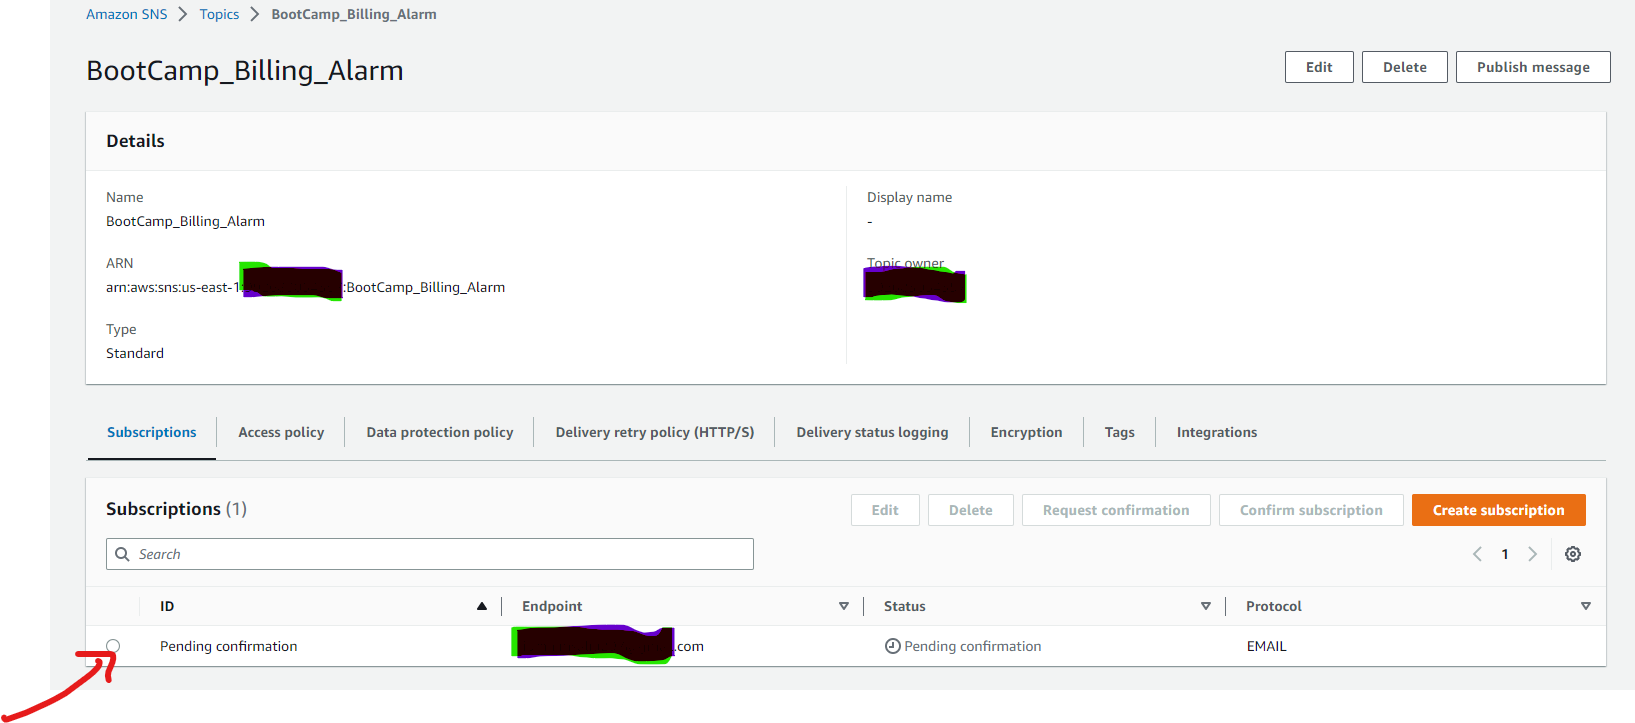 Amazon SNS > Topics > BootCamp_Billing_Alarm
BootCamp_Billing_Alarm
Edit Delete Publish message
Details
Name
BootCamp_Billing_Alarm
Display name
-
ARN
arn:aws:sns:us-east-1 :BootCamp_Billing_Alarm
Topic owner
Type
Standard
Subscriptions Access policy Data protection policy Delivery retry policy (HTTP/S) Delivery status logging Encryption Tags Integrations
Subscriptions (1)
Edit Delete Request confirmation Confirm subscription Create subscription
Search
1
ID Endpoint Status Protocol
Pending confirmation .com Pending confirmation EMAIL